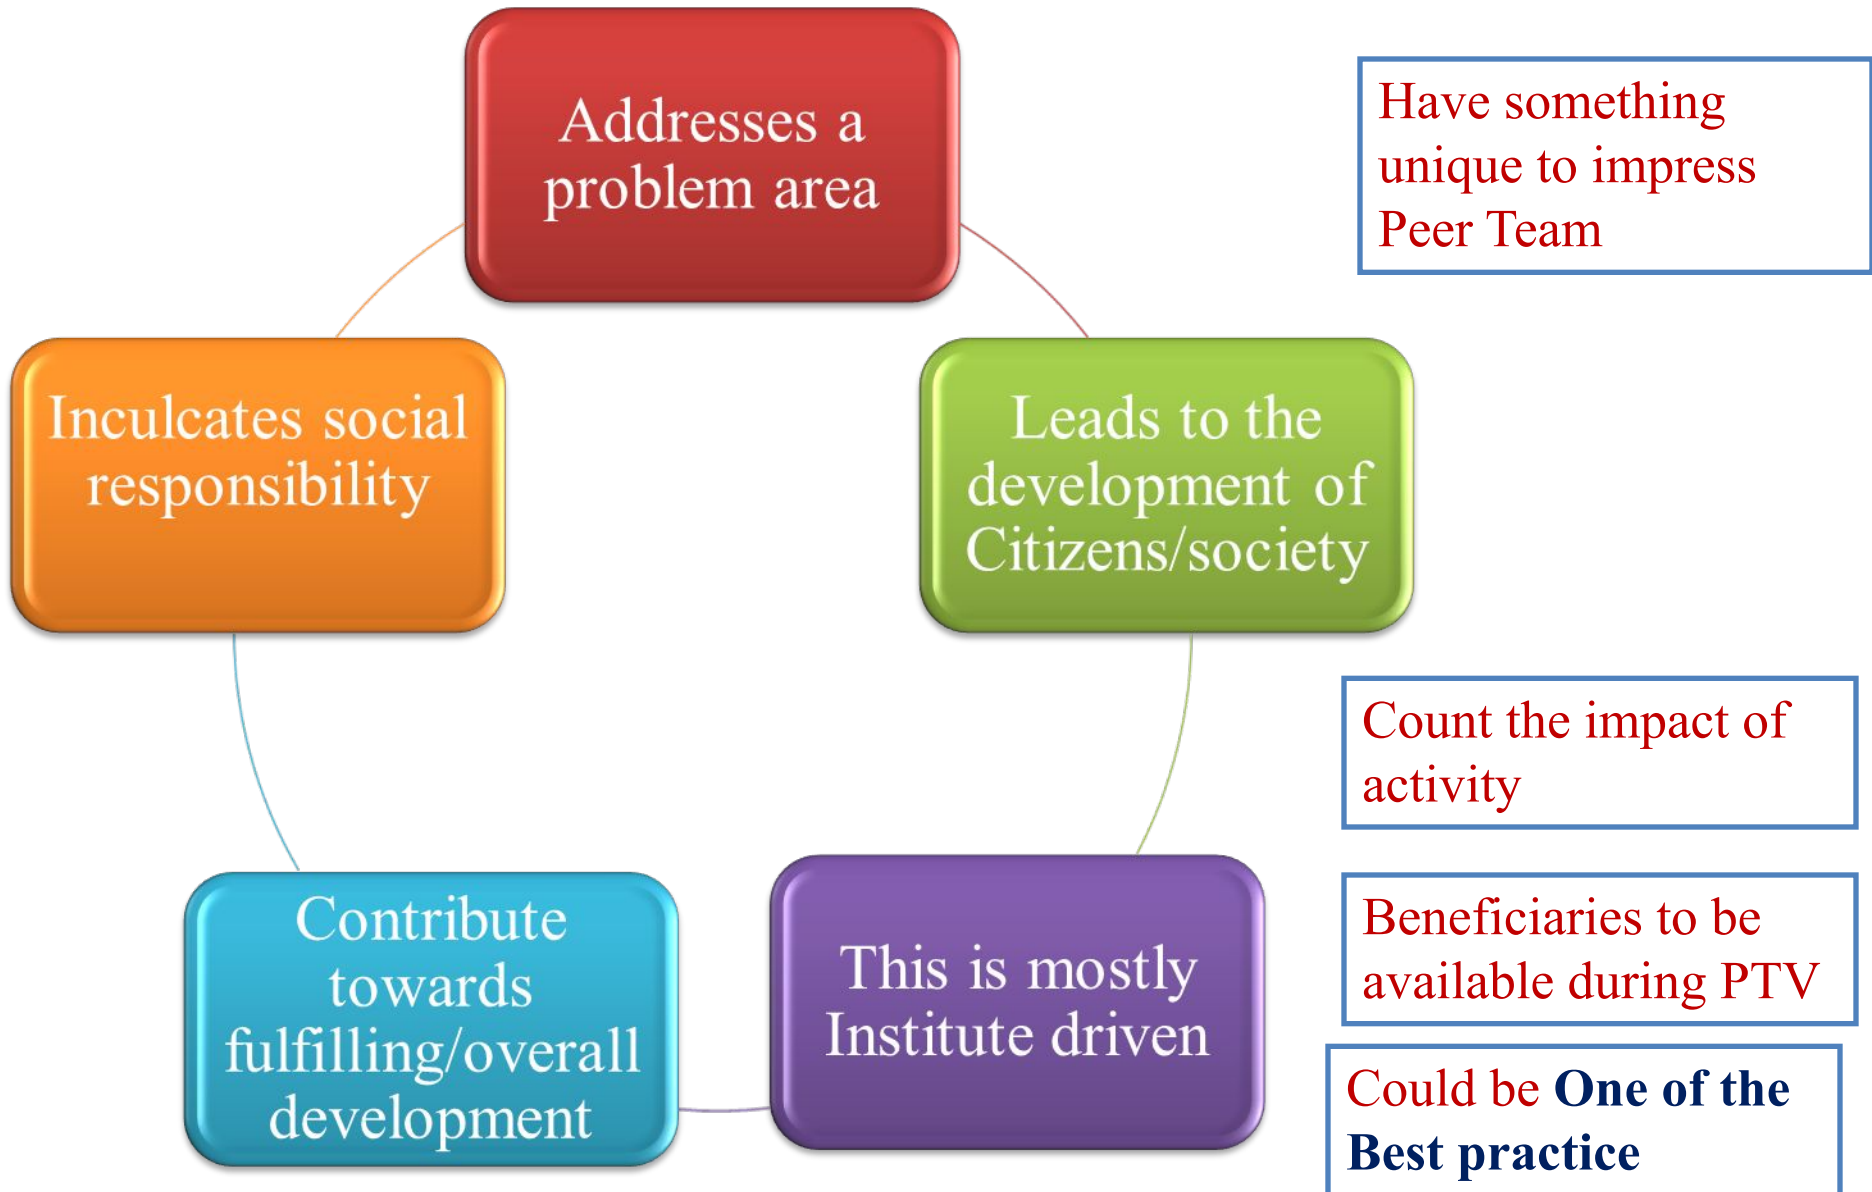 Addresses a
problem area
Have something
unique to impress
Peer Team
Inculcates social
responsibility
Leads to the
development of
Citizens/society
Count the impact of
activity
Contribute
towards
fulfilling/overall
development
This is mostly
Institute driven
Beneficiaries to be
available during PTV
Could be One of the
Best practice